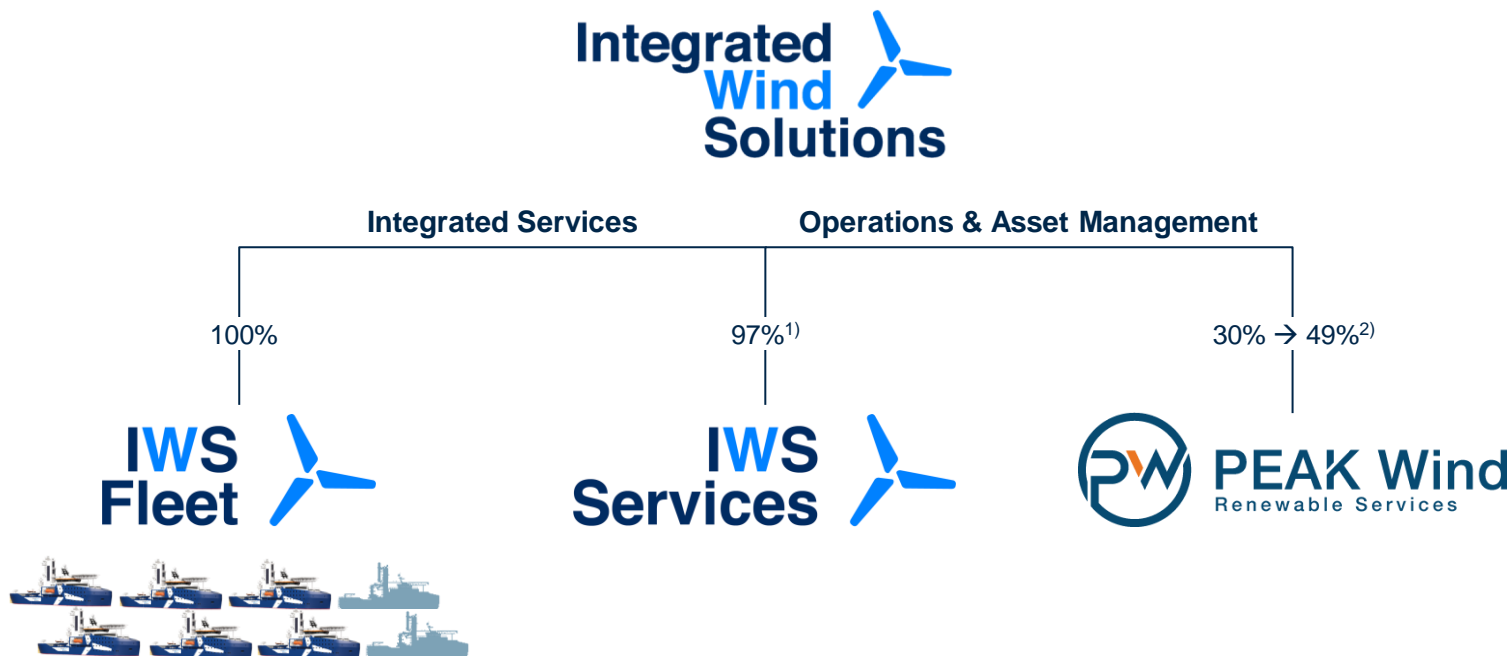 Integrated
Wind
Solutions
Integrated Services
Operations & Asset Management
100%
97%1)
30% → 49%2)
IWS
Fleet
IWS
Services
PW
PEAK Wind
Renewable Services